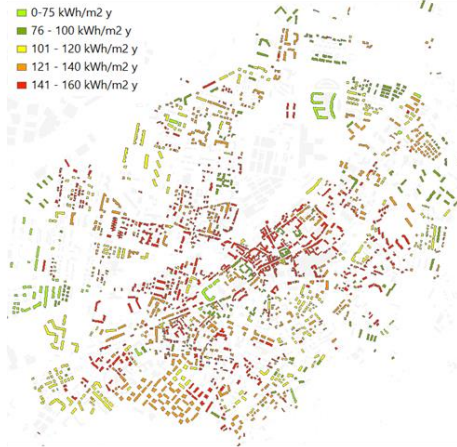 0-75 kWh/m2 y
76 - 100 kWh/m2 y
101 - 120 kWh/m2 y
121 - 140 kWh/m2 y
141 - 160 kWh/m2 y